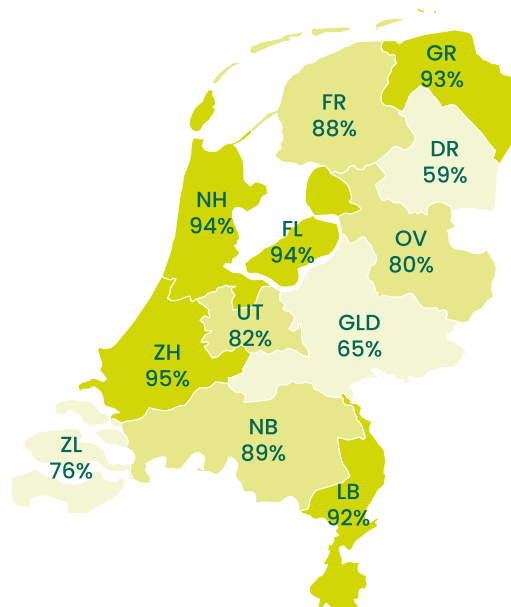 GR
93%
FR
88%
DR
59%
NH
94%
FL
94%
OV
80%
UT
82%
GLD
65%
ZH
95%
NB
89%
ZL
76%
LB
92%